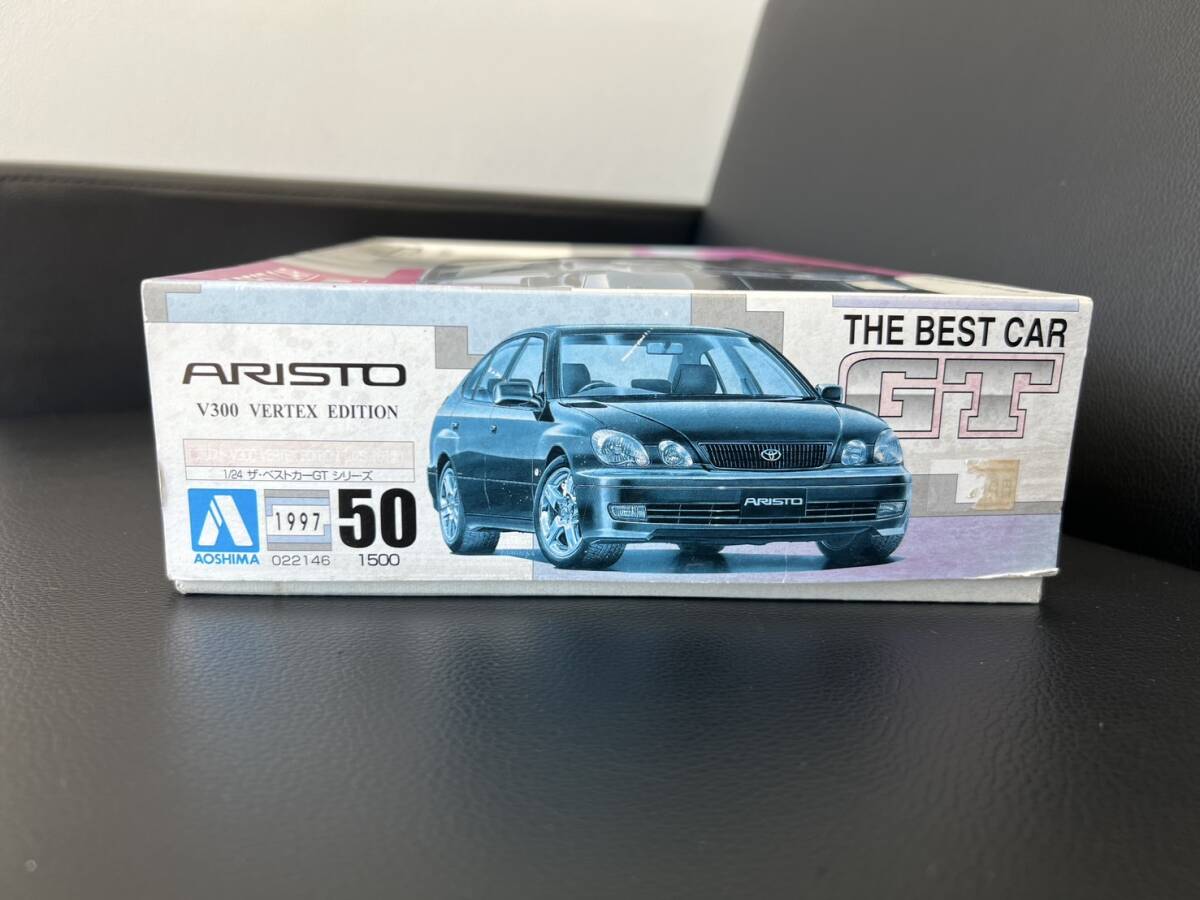 ARISTO
V300 VERTEX EDITION
1/24 ザ・ベストカーGT シリーズ
AOSHIMA
1997
022146
50
1500
ARISTO
THE BEST CAR
GT